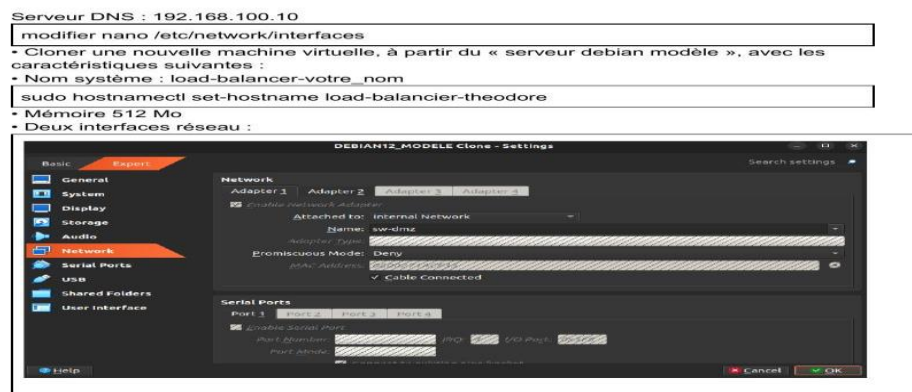 Serveur DNS : 192.168.100.10
modifier nano /etc/network/interfaces
• Cloner une nouvelle machine virtuelle, à partir du « serveur debian modèle », avec les
caractéristiques suivantes :
• Nom système : load-balancer-votre_nom
sudo hostnamectl set-hostname load-balancier-theodore
• Mémoire 512 Mo
• Deux interfaces réseau :
DEBIAN12_MODELE Clone - Settings
Basic Expert Search settings
General
System
Display
Storage
Audio
Network
Serial Ports
USB
Shared Folders
User Interface
Network
Adapter 1 Adapter 2 Adapter 3 Adapter 4
Enable Network Adapter
Attached to: Internal Network
Name: sw-dmz
Adapter Type:
Promiscuous Mode: Deny
MAC Address:
Cable Connected
Serial Ports
Port 1 Port 2 Port 3 Port 4
Enable Serial Port
Port Number: IRQ: I/O Port:
Port Mode:
Help Cancel OK